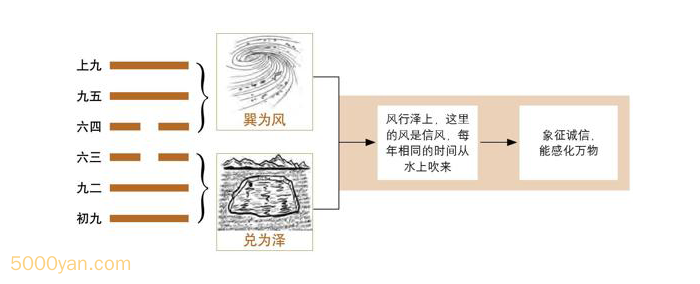 上九
九五
六四
六三
九二
初九
巽为风
兑为泽
风行泽上，这里
的风是信风，每
年相同的时间从
水上吹来
象征诚信，
能感化万物
5000yan.com